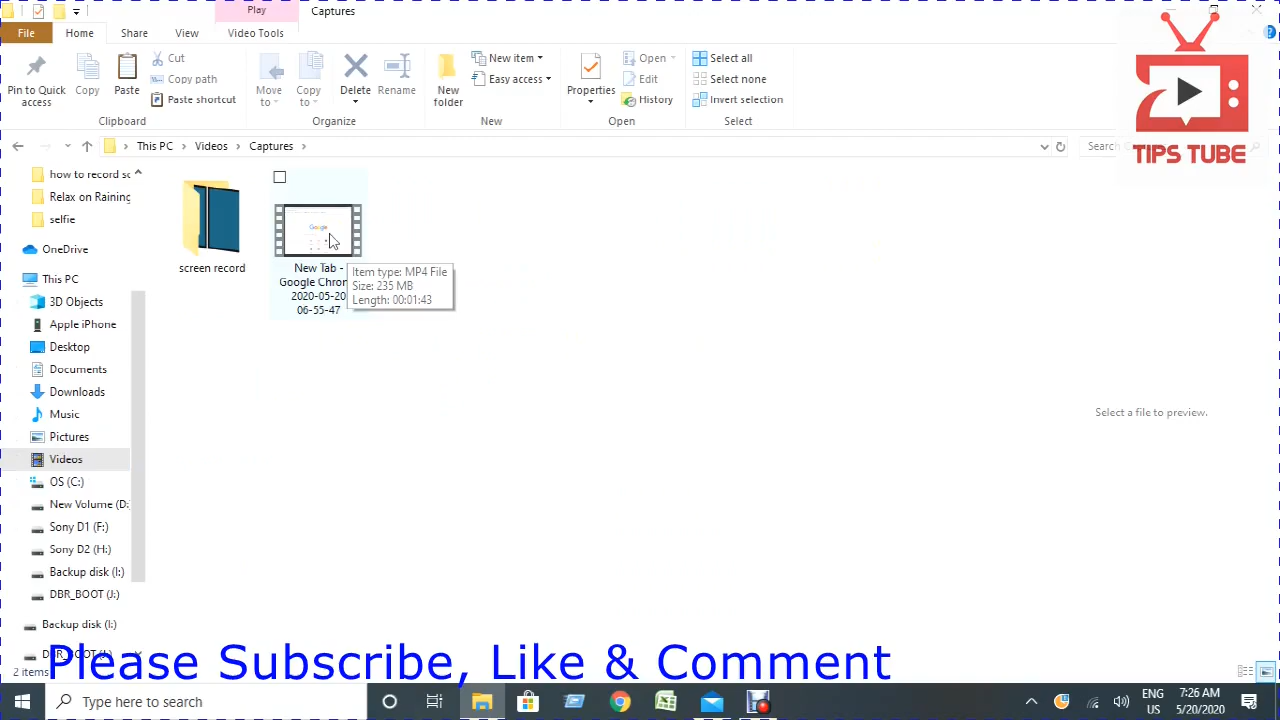 Play
Captures
File
Home
Share
View
Video Tools
Pin to Quick access
Copy
Paste
Cut
Copy path
Paste shortcut
Clipboard
Move to
Copy to
Delete
Rename
Organize
New folder
New item
Easy access
New
Properties
Open
Edit
History
Open
Select all
Select none
Invert selection
Select
TIPS TUBE
This PC
Videos
Captures
Search
how to record sc
Relax on Raining
selfie
OneDrive
This PC
3D Objects
Apple iPhone
Desktop
Documents
Downloads
Music
Pictures
Videos
OS (C:)
New Volume (D:
Sony D1 (F:)
Sony D2 (H:)
Backup disk (I:)
DBR_BOOT (J:)
Backup disk (I:)
screen record
Google
New Tab -
Google Chrom
2020-05-20
06-55-47
Item type: MP4 File
Size: 235 MB
Length: 00:01:43
Select a file to preview.
Please Subscribe, Like & Comment
2 items
Type here to search
ENG
US
7:26 AM
5/20/2020